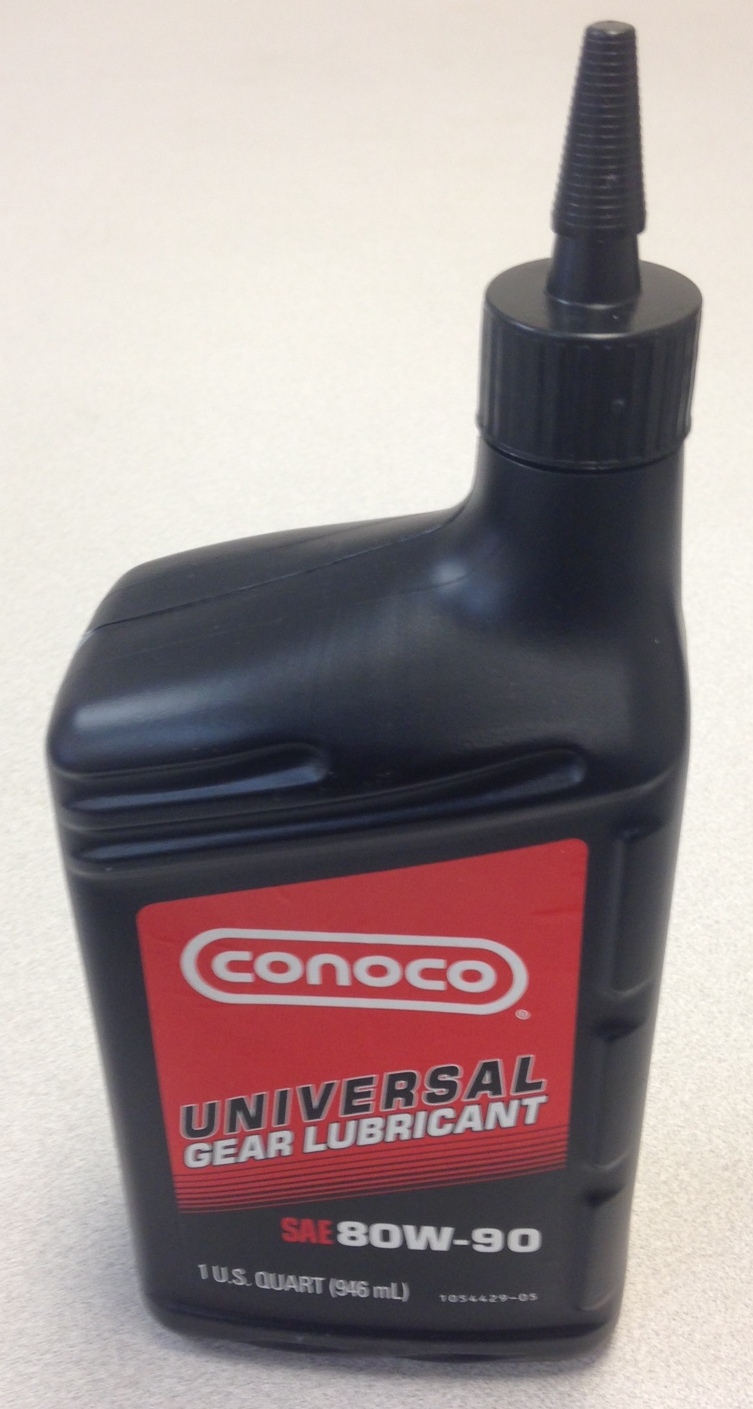 CONOCO
®
UNIVERSAL
GEAR LUBRICANT
SAE 80W-90
1 U.S. QUART (946 mL)
1054429-05